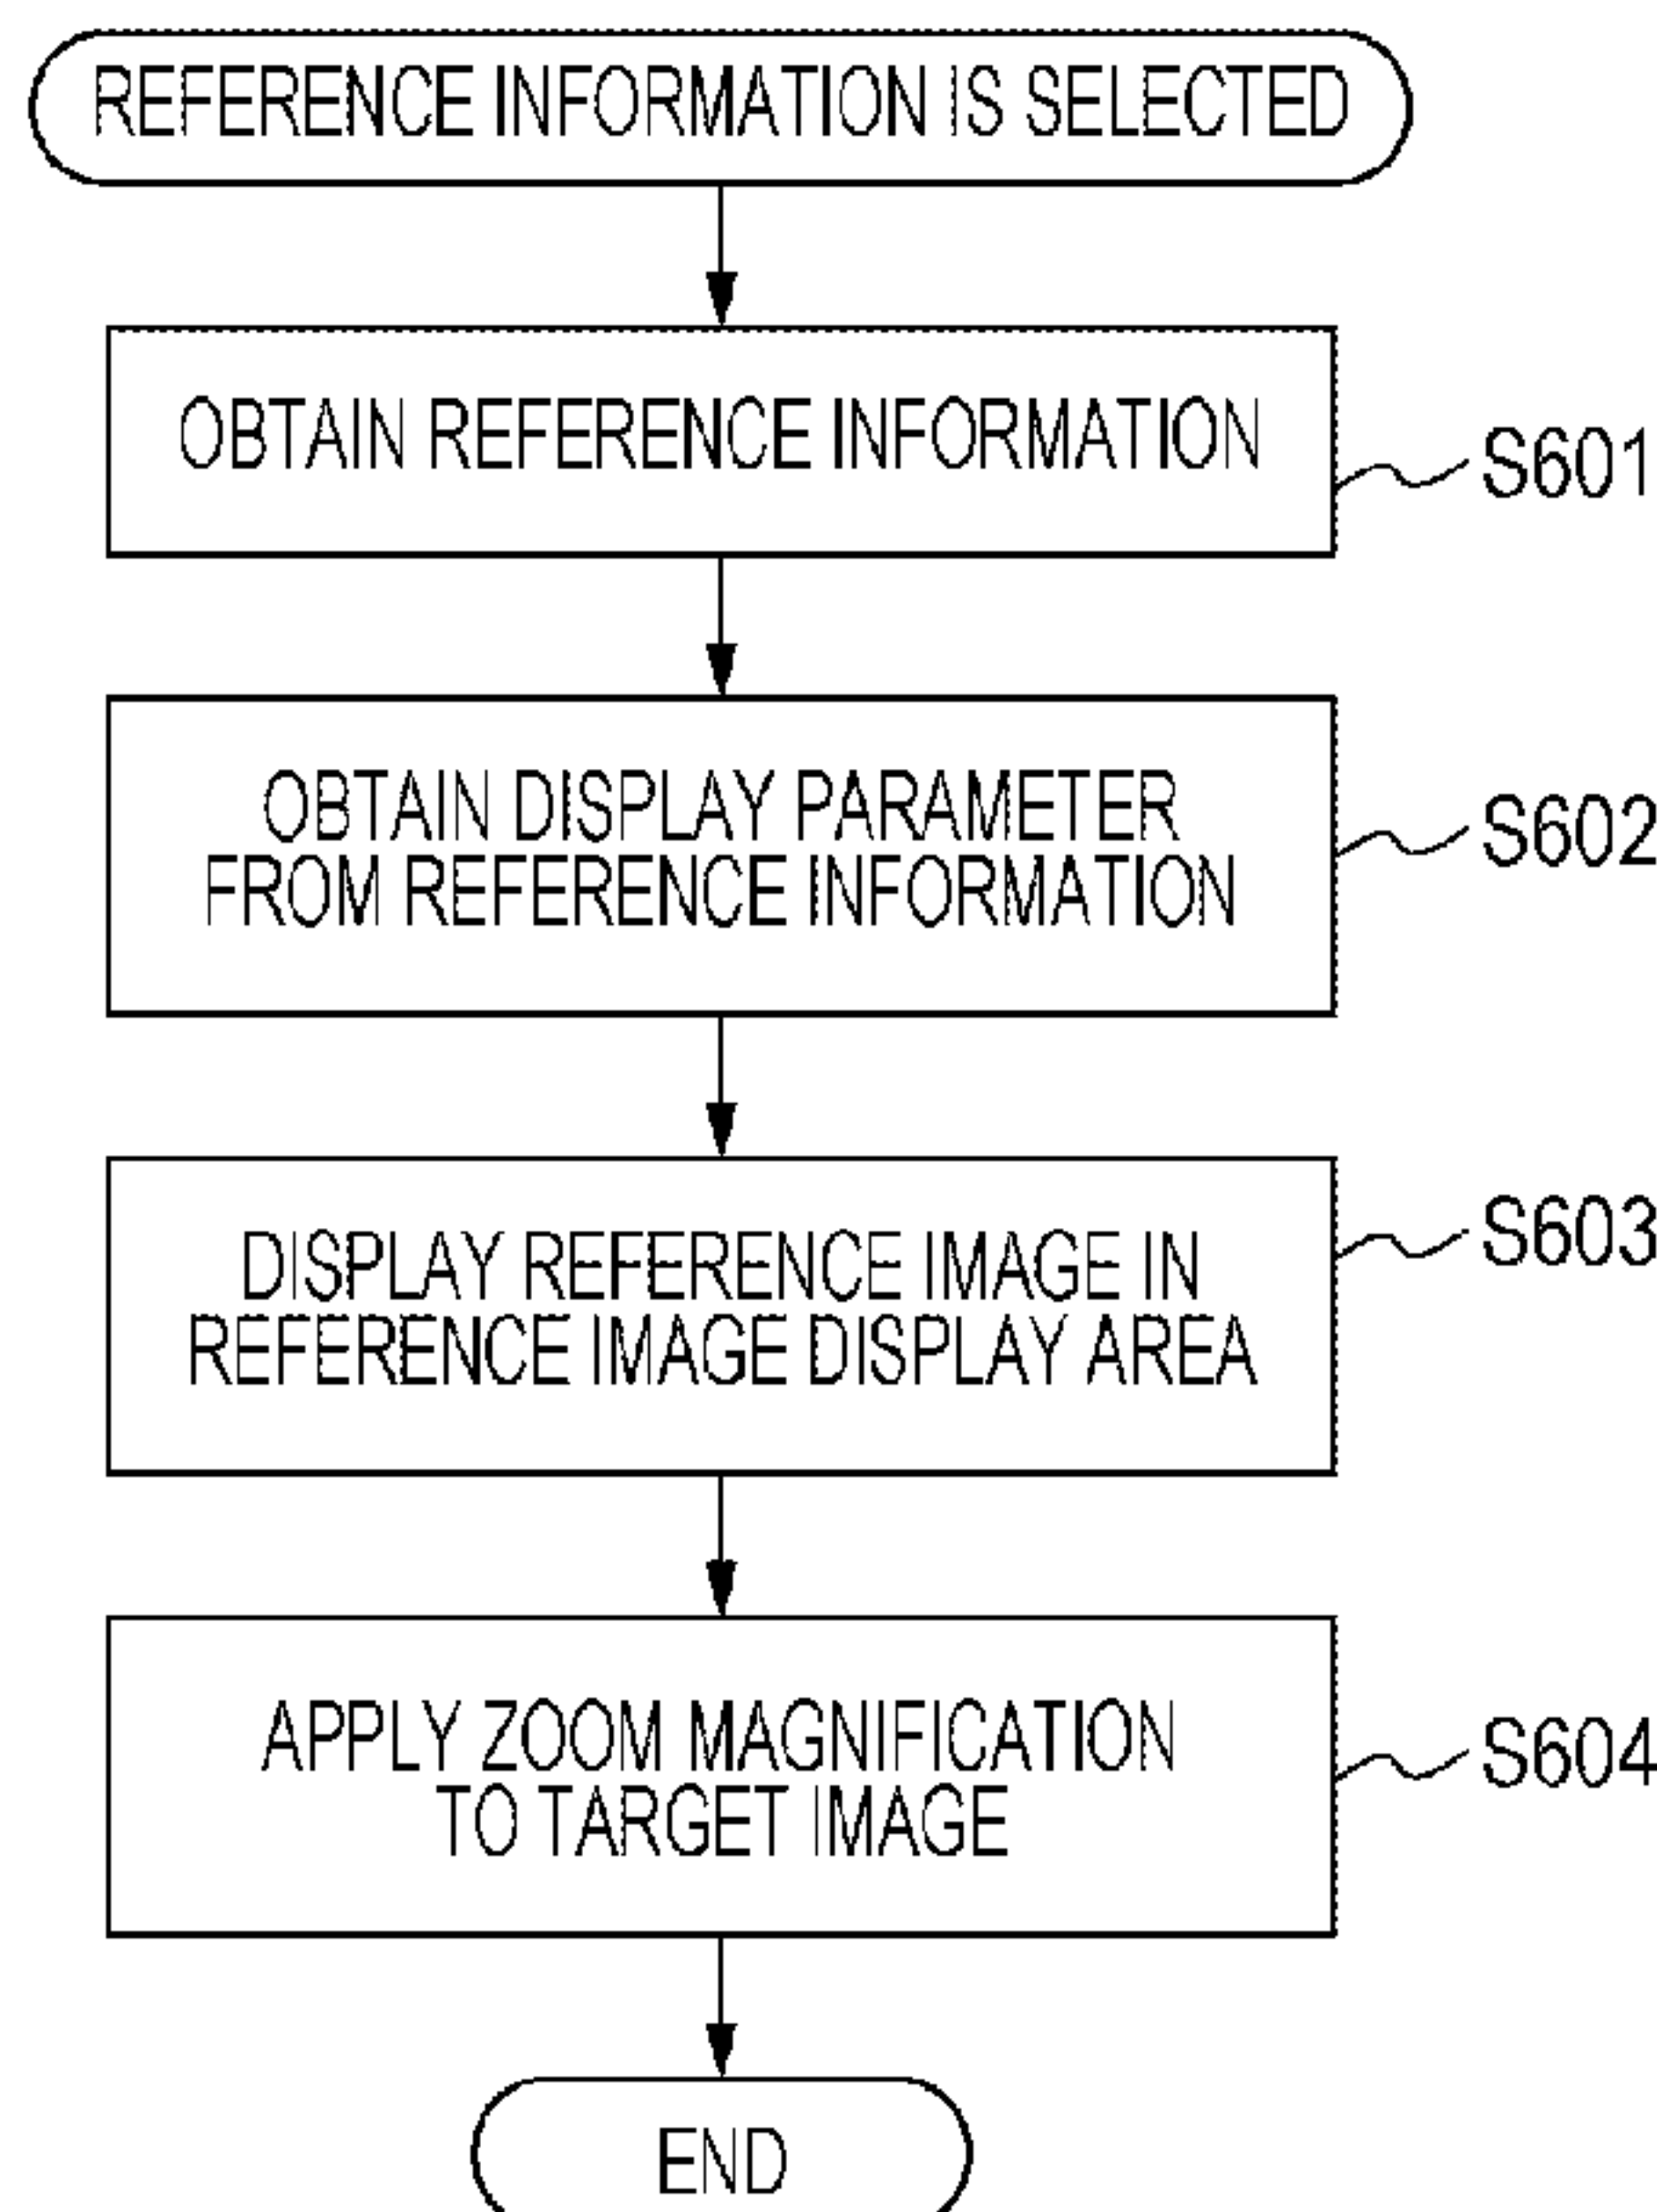 REFERENCE INFORMATION IS SELECTED
OBTAIN REFERENCE INFORMATION
S601
OBTAIN DISPLAY PARAMETER
FROM REFERENCE INFORMATION
S602
DISPLAY REFERENCE IMAGE IN
REFERENCE IMAGE DISPLAY AREA
S603
APPLY ZOOM MAGNIFICATION
TO TARGET IMAGE
S604
END